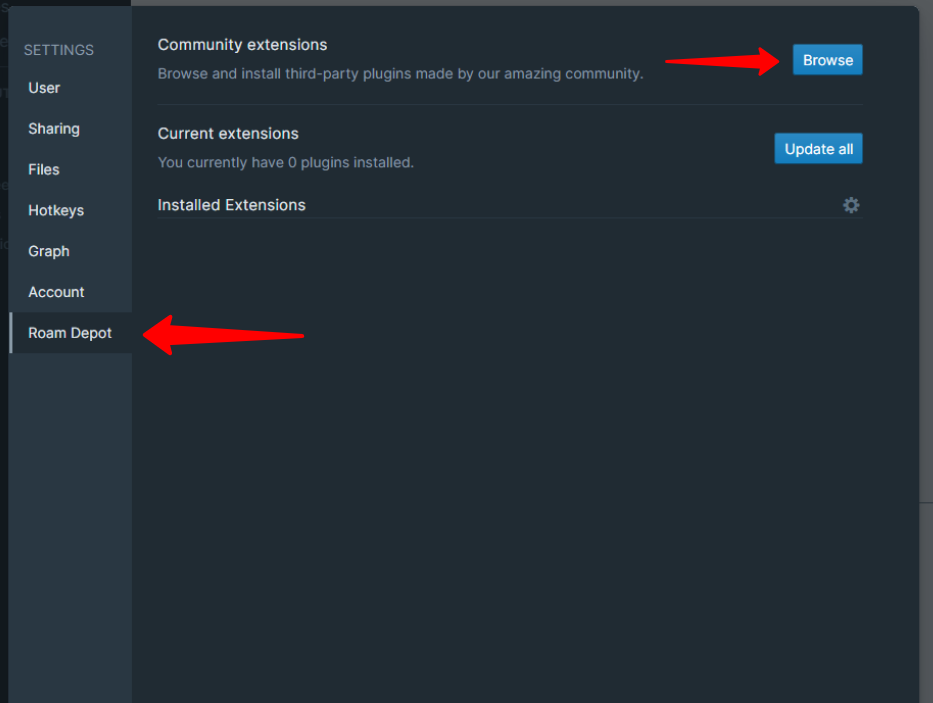 SETTINGS
User
Sharing
Files
Hotkeys
Graph
Account
Roam Depot
Community extensions
Browse and install third-party plugins made by our amazing community.
Browse
Current extensions
You currently have 0 plugins installed.
Update all
Installed Extensions